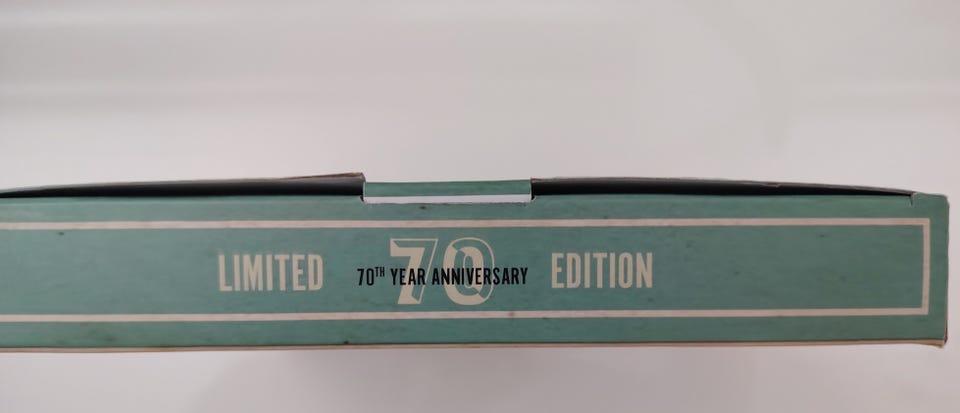 LIMITED 70 EDITION
70TH YEAR ANNIVERSARY